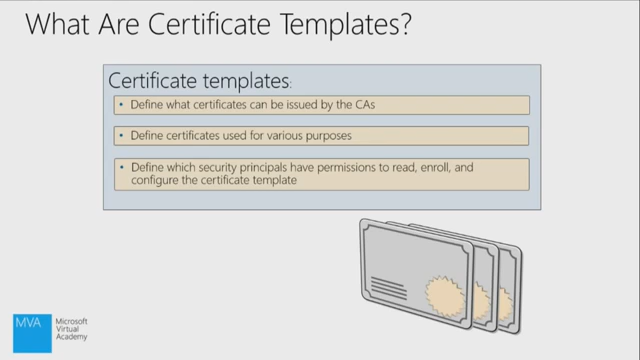 What Are Certificate Templates?
Certificate templates:
• Define what certificates can be issued by the CAs
• Define certificates used for various purposes
• Define which security principals have permissions to read, enroll, and
configure the certificate template
MVA
Microsoft
Virtual
Academy